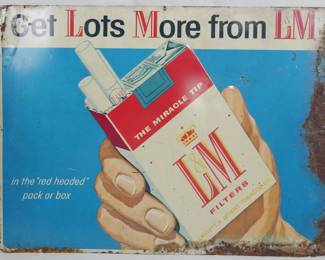 Get Lots More from L&M
THE MIRACLE TIP
L&M
FILTERS
in the "red headed"
pack or box